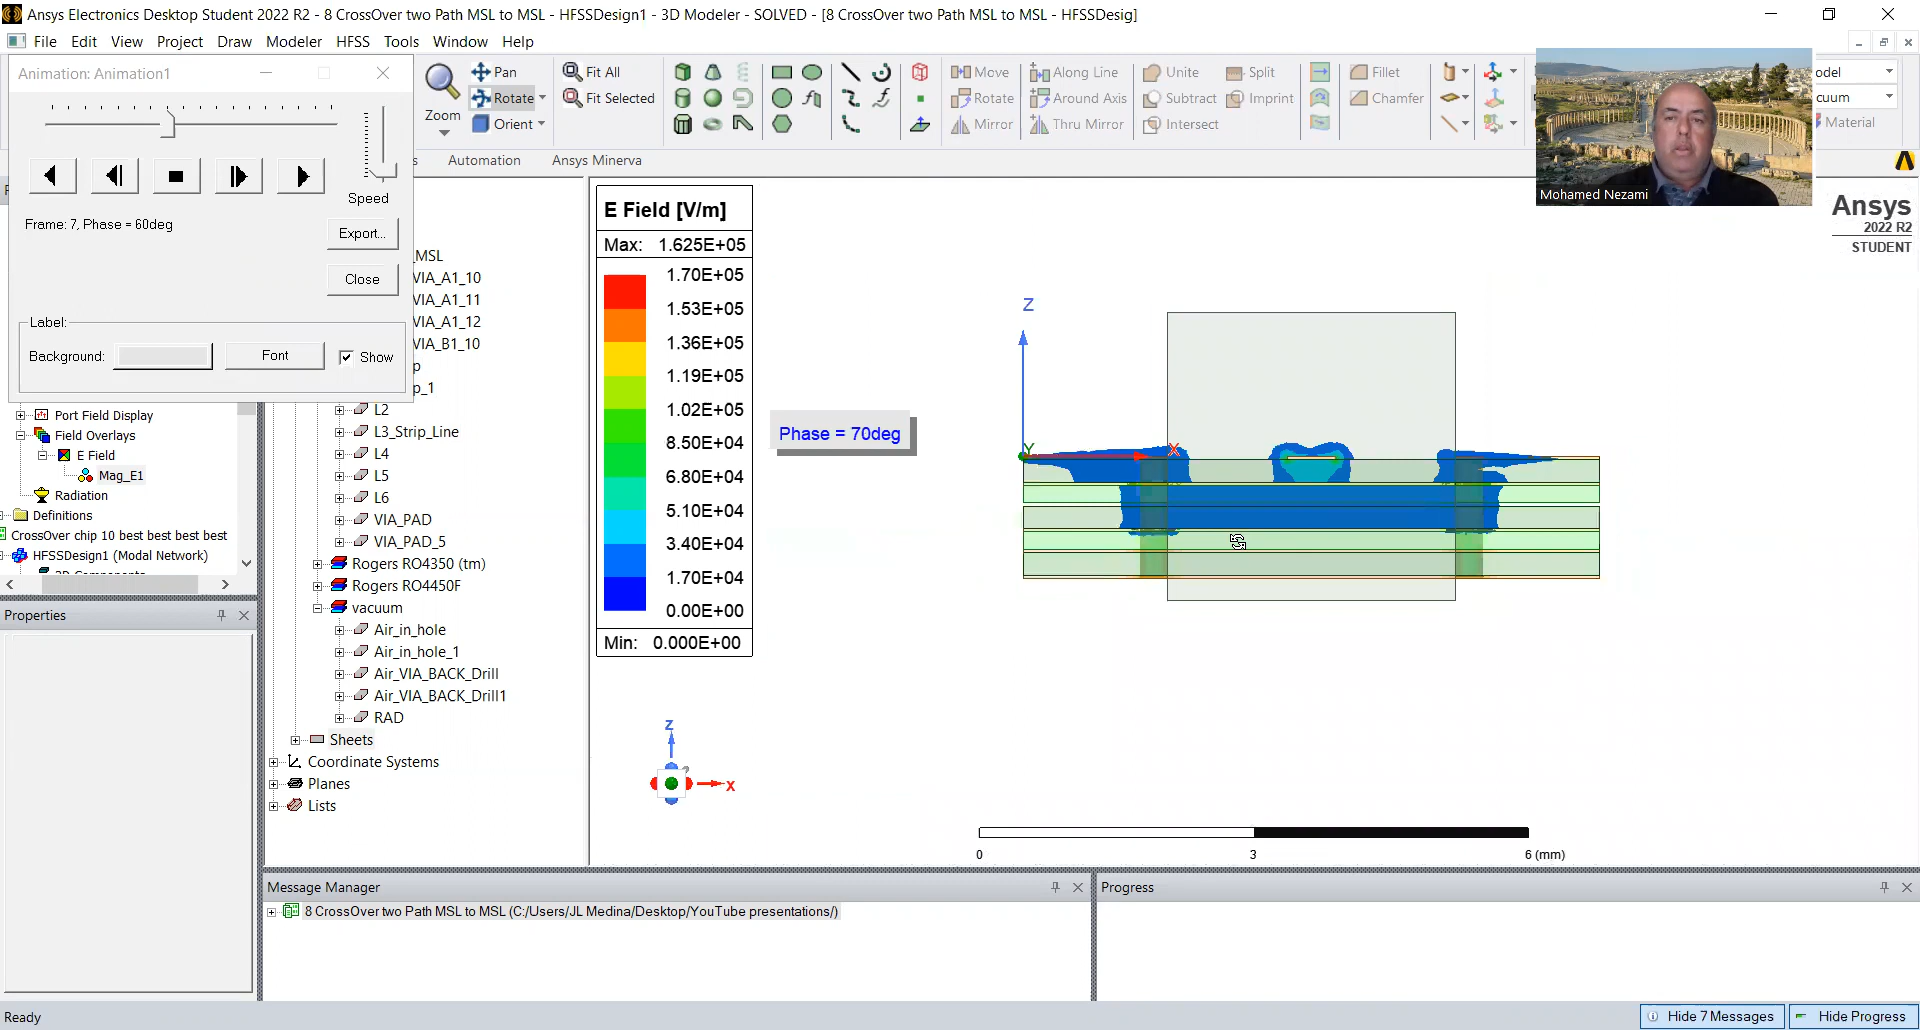 Ansys Electronics Desktop Student 2022 R2 - 8 CrossOver two Path MSL to MSL - HFSSDesign1 - 3D Modeler - SOLVED - [8 CrossOver two Path MSL to MSL - HFSSDesig]
File Edit View Project Draw Modeler HFSS Tools Window Help
Animation: Animation1
Zoom
Pan
Rotate
Orient
Fit All
Fit Selected
Move
Rotate
Mirror
Along Line
Around Axis
Thru Mirror
Unite
Subtract
Intersect
Split
Imprint
Fillet
Chamfer
odel
cuum
Material
s Automation Ansys Minerva
Mohamed Nezami
Speed
Frame: 7, Phase = 60deg
Export...
Close
Label:
Background:
Font
Show
Port Field Display
Field Overlays
E Field
Mag_E1
Radiation
Definitions
CrossOver chip 10 best best best best
HFSSDesign1 (Modal Network)
Properties
_MSL
VIA_A1_10
VIA_A1_11
VIA_A1_12
VIA_B1_10
p
p_1
L2
L3_Strip_Line
L4
L5
L6
VIA_PAD
VIA_PAD_5
Rogers RO4350 (tm)
Rogers RO4450F
vacuum
Air_in_hole
Air_in_hole_1
Air_VIA_BACK_Drill
Air_VIA_BACK_Drill1
RAD
Sheets
Coordinate Systems
Planes
Lists
E Field [V/m]
Max: 1.625E+05
1.70E+05
1.53E+05
1.36E+05
1.19E+05
1.02E+05
8.50E+04
6.80E+04
5.10E+04
3.40E+04
1.70E+04
0.00E+00
Min: 0.000E+00
Phase = 70deg
Z
Y
X
Z
X
0 3 6 (mm)
Ansys
2022 R2
STUDENT
Message Manager
8 CrossOver two Path MSL to MSL (C:/Users/JL Medina/Desktop/YouTube presentations/)
Progress
Ready
Hide 7 Messages
Hide Progress